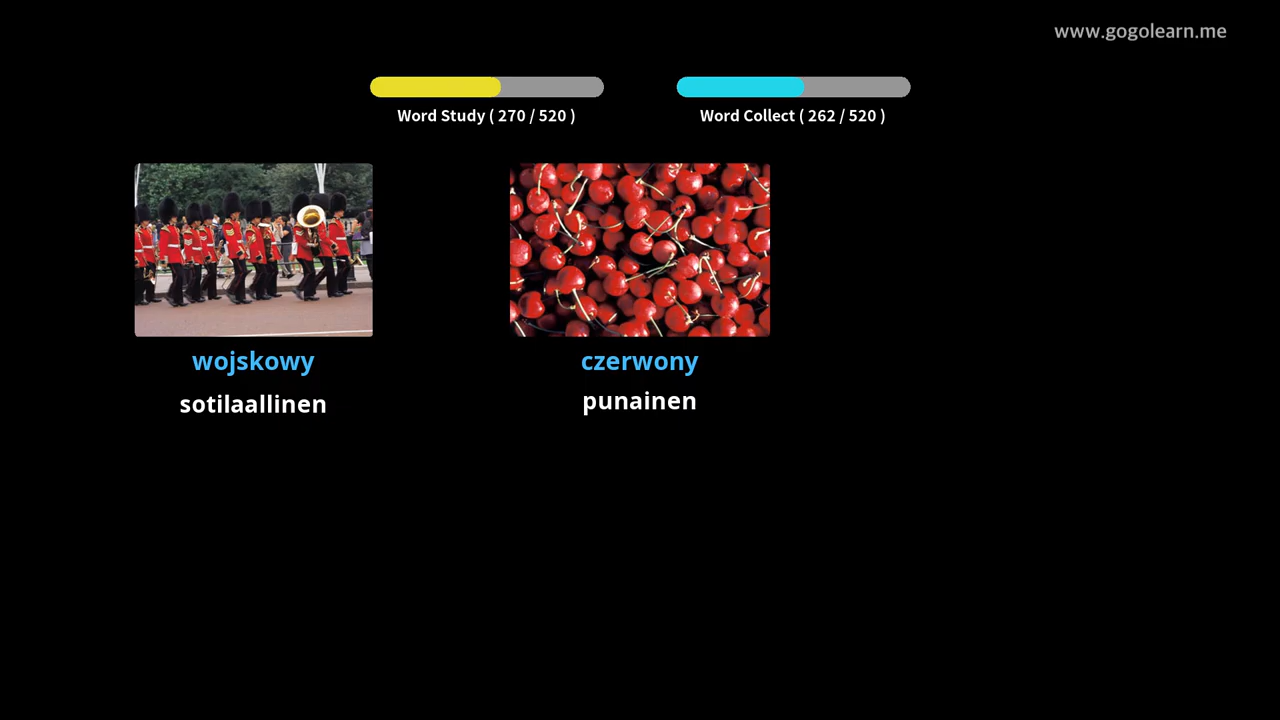 www.gogolearn.me
Word Study ( 270 / 520 )
Word Collect ( 262 / 520 )
wojskowy
sotilaallinen
czerwony
punainen